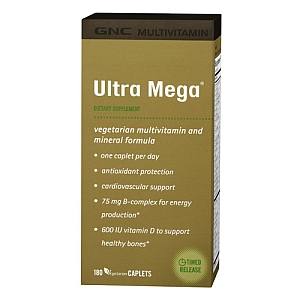 GNC MULTIVITAMIN
Ultra Mega®
DIETARY SUPPLEMENT
vegetarian multivitamin and
mineral formula
• one caplet per day
• antioxidant protection
• cardiovascular support
• 75 mg B-complex for energy
production*
• 600 IU vitamin D to support
healthy bones*
TIMED
RELEASE
180 Vegetarian CAPLETS